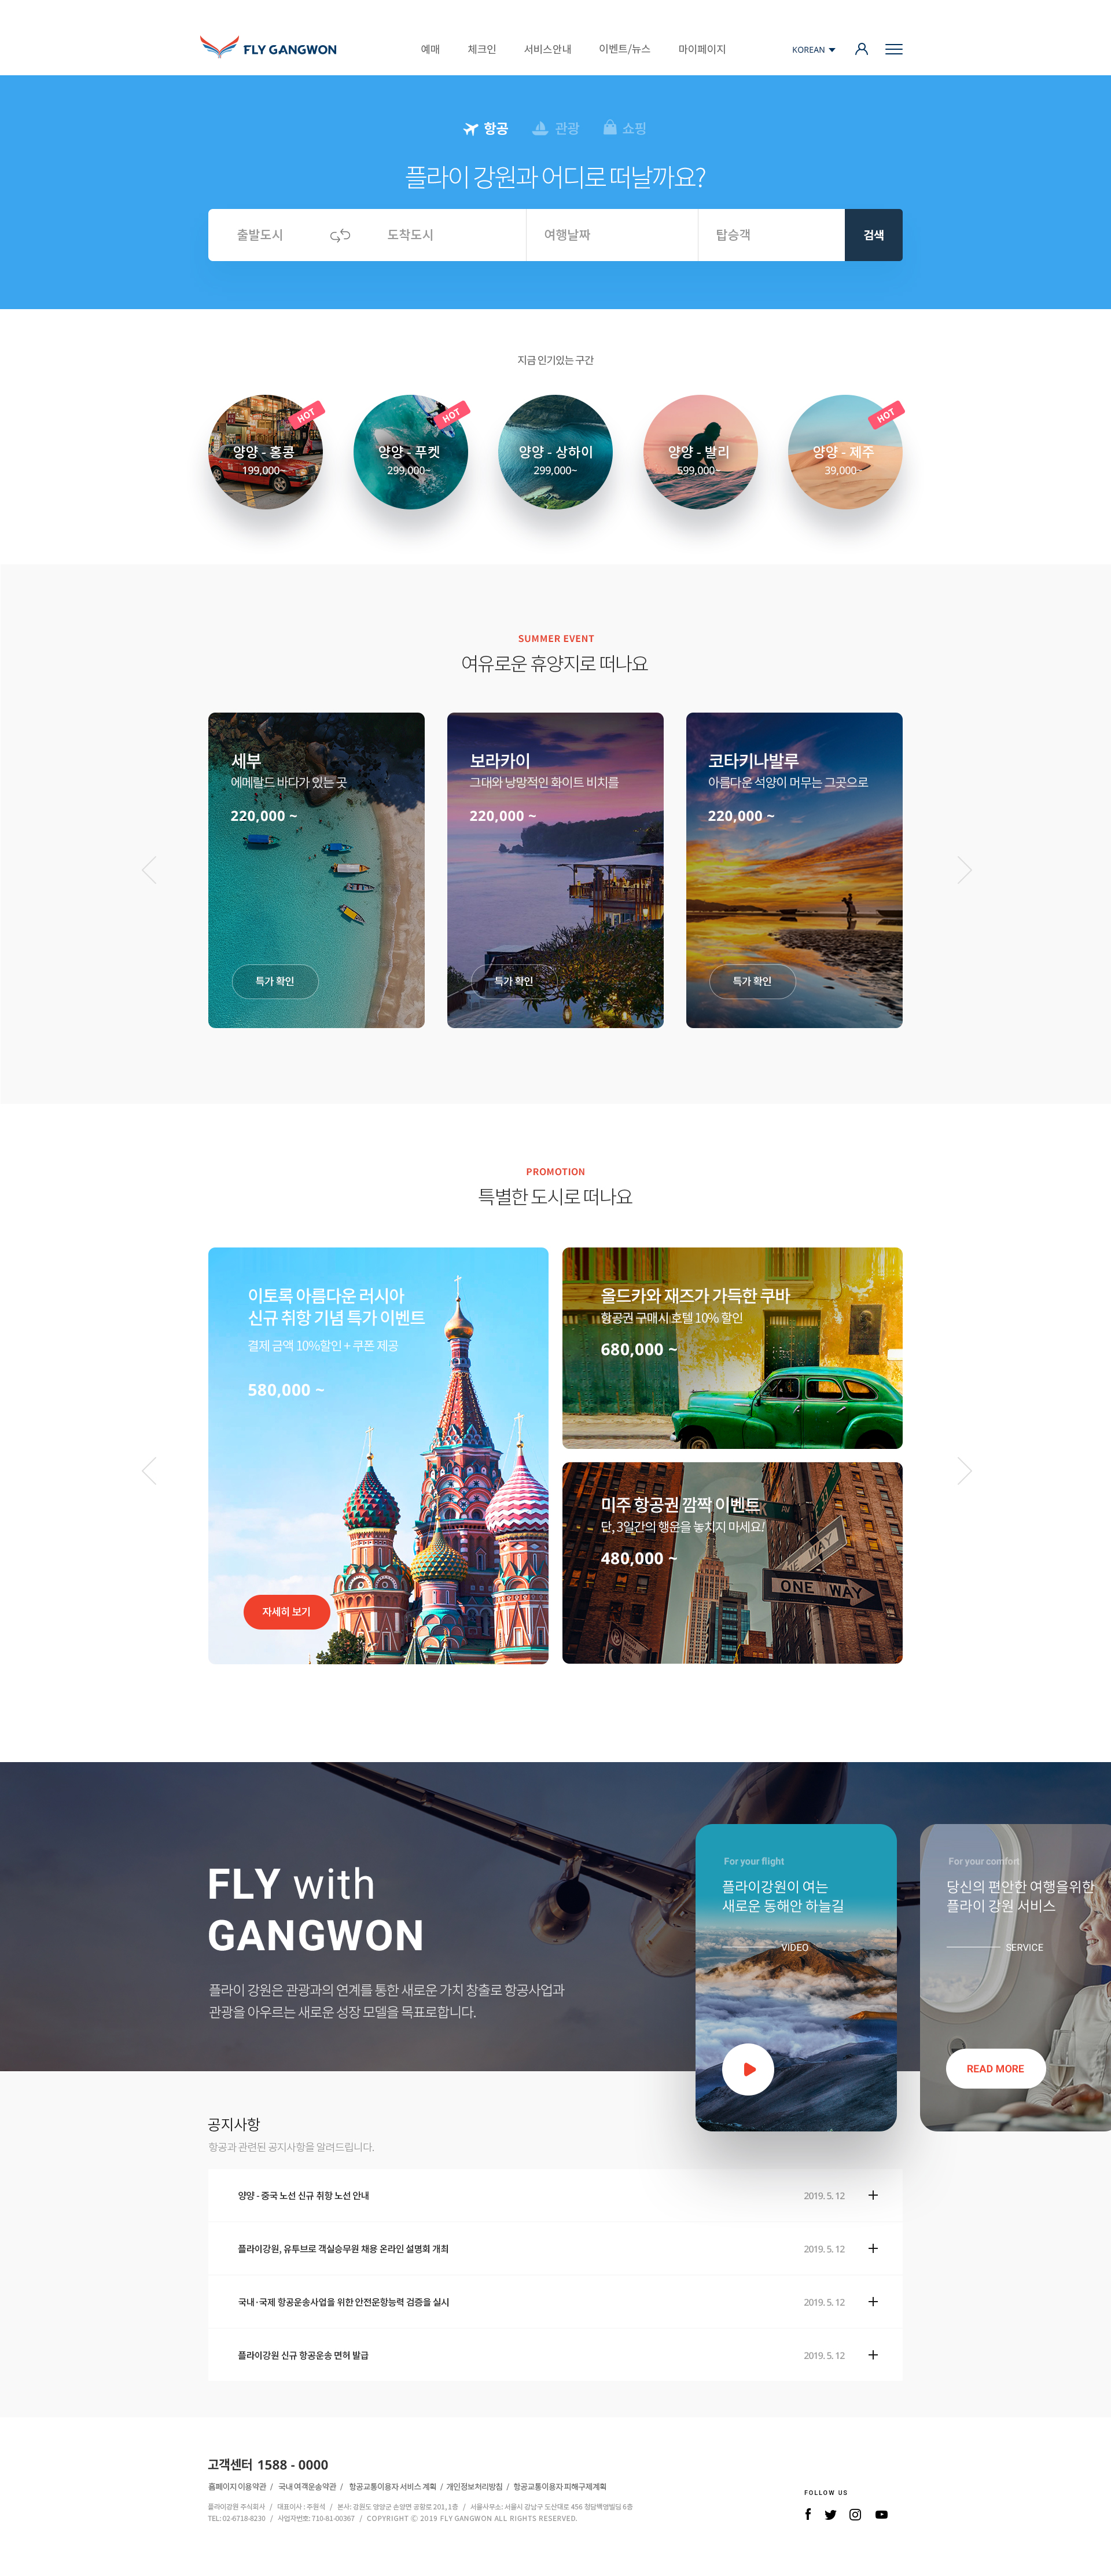 FLY GANGWON
예매 체크인 서비스안내 이벤트/뉴스 마이페이지
KOREAN
항공 관광 쇼핑
플라이 강원과 어디로 떠날까요?
출발도시 도착도시 여행날짜 탑승객 검색
지금 인기있는 구간
HOT HOT HOT
양양 - 홍콩 양양 - 푸켓 양양 - 상하이 양양 - 발리 양양 - 제주
199,000~ 299,000~ 299,000~ 599,000~ 39,000~
SUMMER EVENT
여유로운 휴양지로 떠나요
세부
에메랄드 바다가 있는 곳
220,000 ~
특가 확인
보라카이
그대와 낭망적인 화이트 비치를
220,000 ~
특가 확인
코타키나발루
아름다운 석양이 머무는 그곳으로
220,000 ~
특가 확인
PROMOTION
특별한 도시로 떠나요
이토록 아름다운 러시아
신규 취항 기념 특가 이벤트
결제 금액 10%할인 + 쿠폰 제공
580,000 ~
자세히 보기
올드카와 재즈가 가득한 쿠바
항공권 구매시 호텔 10% 할인
680,000 ~
미주 항공권 깜짝 이벤트
단, 3일간의 행운을 놓치지 마세요!
480,000 ~
AV
ONE WAY
ONE WAY
FLY with
GANGWON
플라이 강원은 관광과의 연계를 통한 새로운 가치 창출로 항공사업과
관광을 아우르는 새로운 성장 모델을 목표로합니다.
For your flight
플라이강원이 여는
새로운 동해안 하늘길
VIDEO
For your comfort
당신의 편안한 여행을위한
플라이 강원 서비스
SERVICE
READ MORE
공지사항
항공과 관련된 공지사항을 알려드립니다.
양양 - 중국 노선 신규 취항 노선 안내 2019. 5. 12 +
플라이강원, 유투브로 객실승무원 채용 온라인 설명회 개최 2019. 5. 12 +
국내·국제 항공운송사업을 위한 안전운항능력 검증을 실시 2019. 5. 12 +
플라이강원 신규 항공운송 면허 발급 2019. 5. 12 +
고객센터 1588 - 0000
홈페이지 이용약관 / 국내 여객운송약관 / 항공교통이용자 서비스 계획 / 개인정보처리방침 / 항공교통이용자 피해구제계획
플라이강원 주식회사 / 대표이사 : 주원석 / 본사: 강원도 양양군 손양면 공항로 201, 1층 / 서울사무소: 서울시 강남구 도산대로 456 청담백영빌딩 6층
TEL: 02-6718-8230 / 사업자번호: 710-81-00367 / COPYRIGHT ⓒ 2019 FLY GANGWON ALL RIGHTS RESERVED.
FOLLOW US